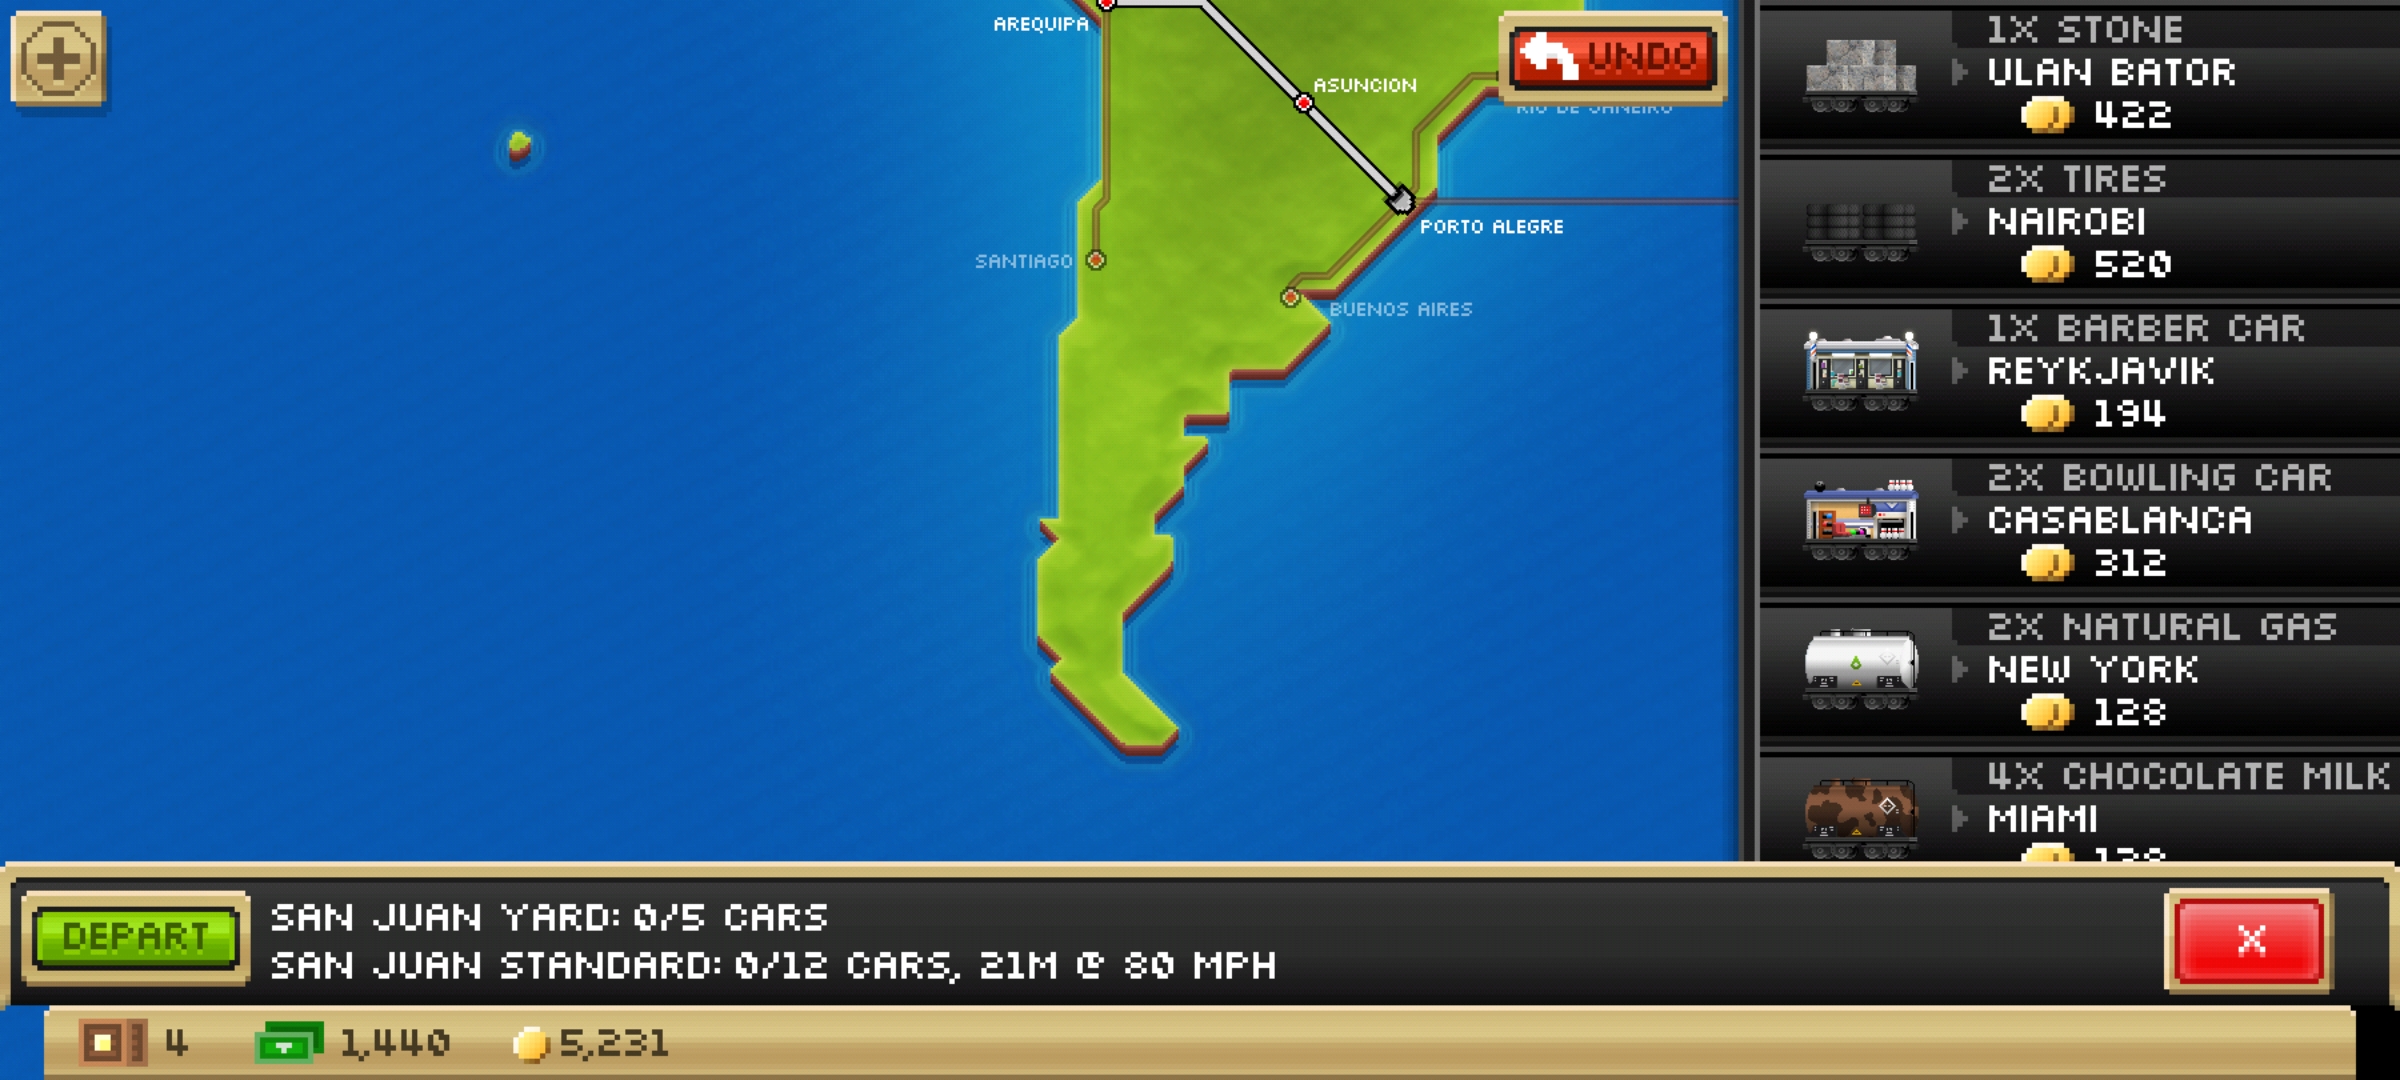 AREQUIPA
ASUNCION
UNDO
RIO DE JANEIRO
PORTO ALEGRE
SANTIAGO
BUENOS AIRES
1X STONE
ULAN BATOR
422
2X TIRES
NAIROBI
520
1X BARBER CAR
REYKJAVIK
194
2X BOWLING CAR
CASABLANCA
312
2X NATURAL GAS
NEW YORK
128
4X CHOCOLATE MILK
MIAMI
DEPART
SAN JUAN YARD: 0/5 CARS
SAN JUAN STANDARD: 0/12 CARS, 21M @ 80 MPH
X
4
1,440
5,231